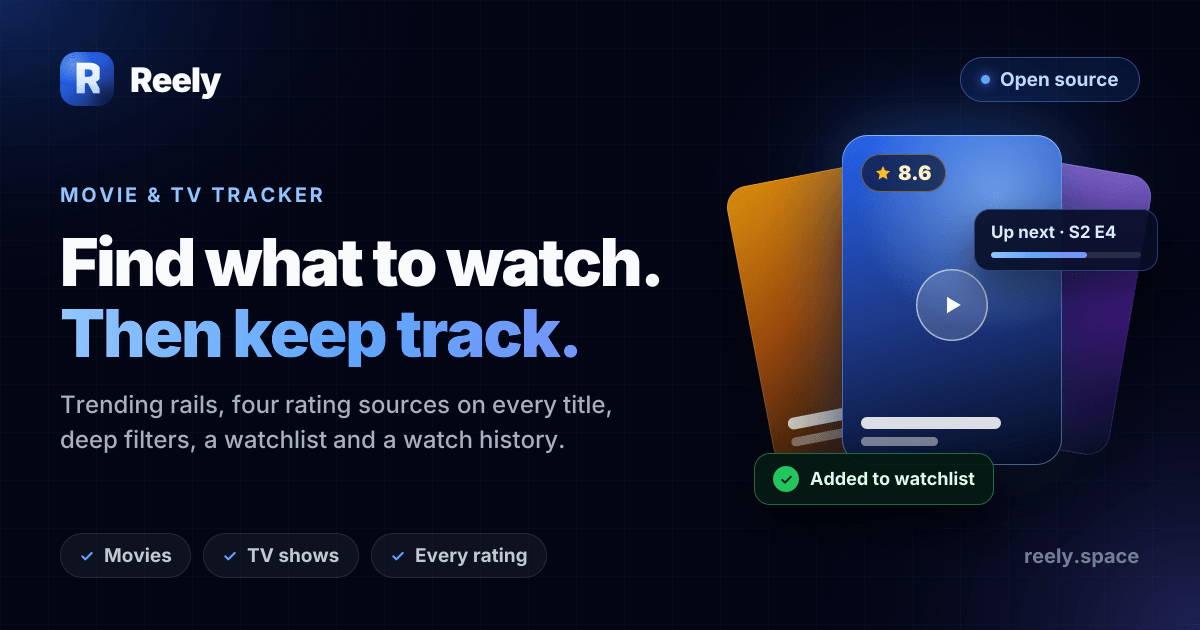 R
Reely
Open source
MOVIE & TV TRACKER
Find what to watch.
Then keep track.
Trending rails, four rating sources on every title,
deep filters, a watchlist and a watch history.
8.6
Up next · S2 E4
Added to watchlist
Movies
TV shows
Every rating
reely.space